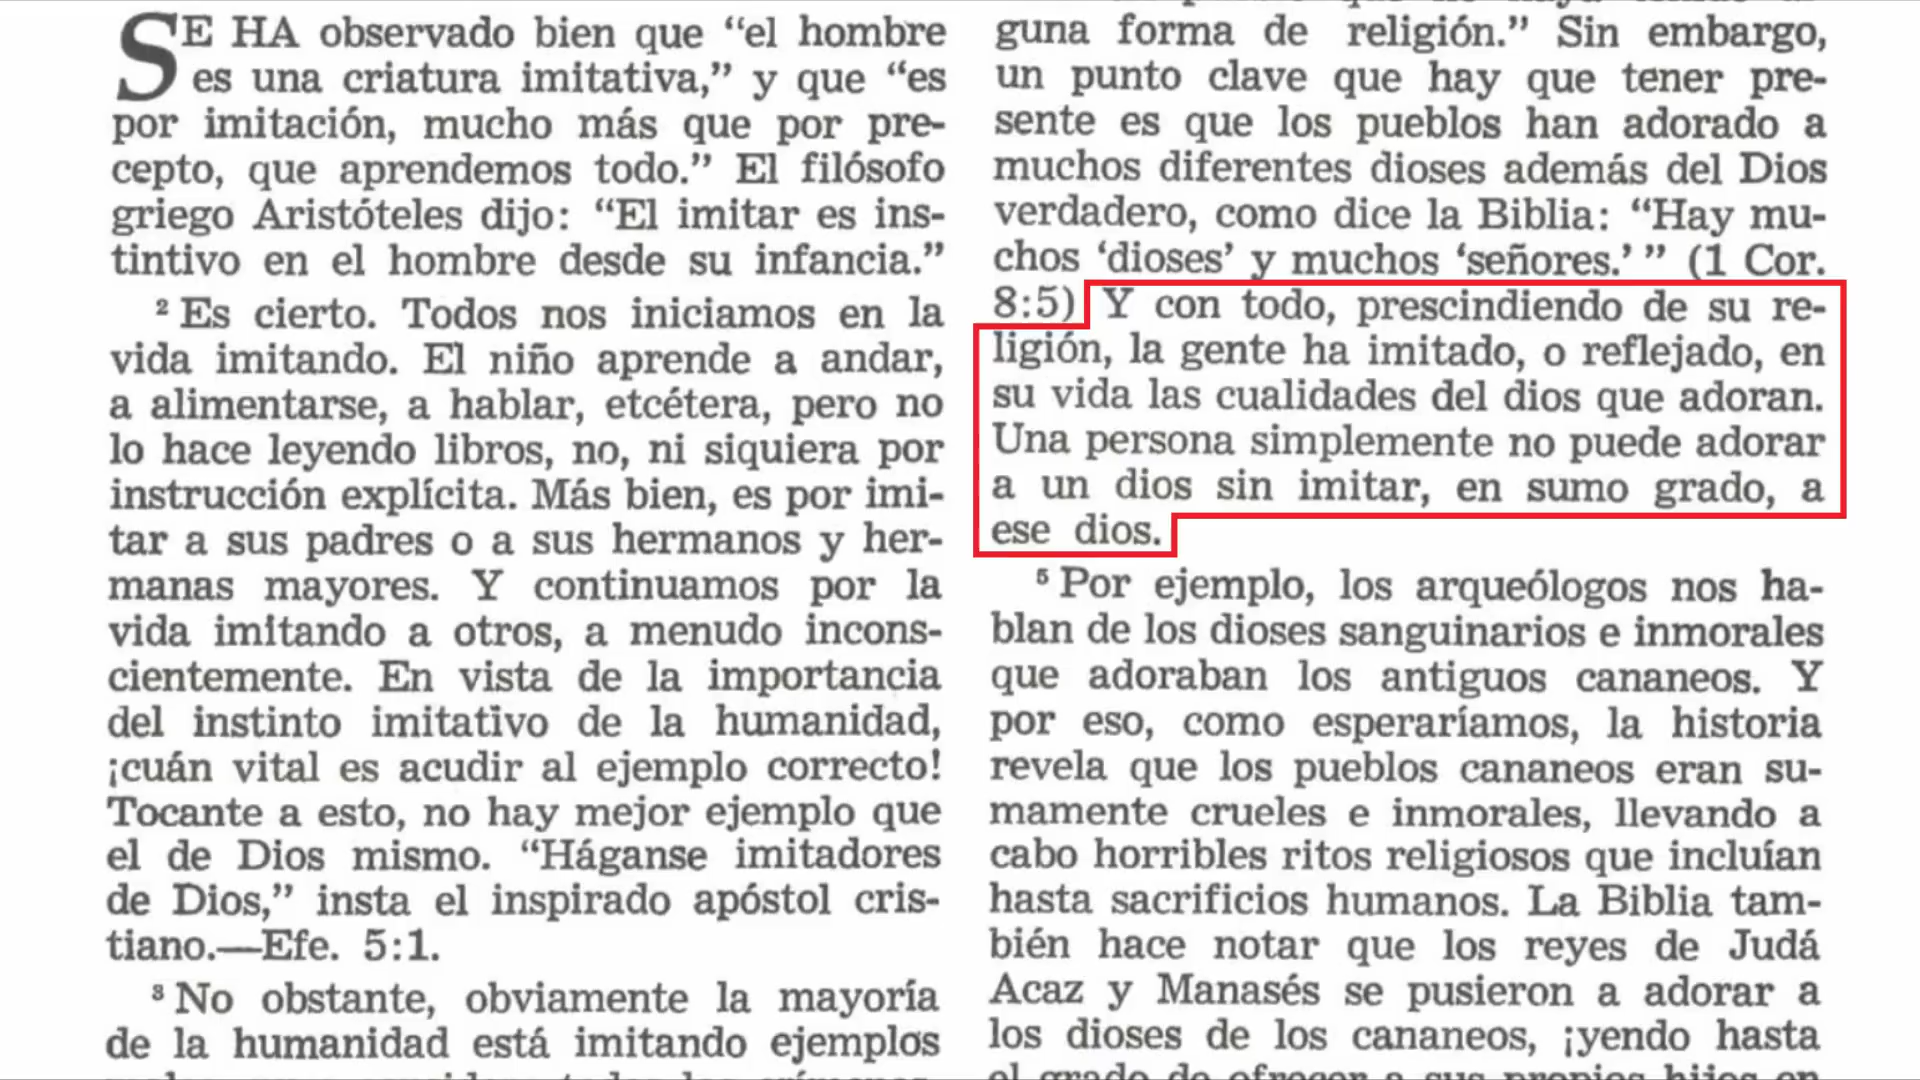 SE HA observado bien que “el hombre
es una criatura imitativa,” y que “es
por imitación, mucho más que por pre-
cepto, que aprendemos todo.” El filósofo
griego Aristóteles dijo: “El imitar es ins-
tintivo en el hombre desde su infancia.”
² Es cierto. Todos nos iniciamos en la
vida imitando. El niño aprende a andar,
a alimentarse, a hablar, etcétera, pero no
lo hace leyendo libros, no, ni siquiera por
instrucción explícita. Más bien, es por imi-
tar a sus padres o a sus hermanos y her-
manas mayores. Y continuamos por la
vida imitando a otros, a menudo incons-
cientemente. En vista de la importancia
del instinto imitativo de la humanidad,
¡cuán vital es acudir al ejemplo correcto!
Tocante a esto, no hay mejor ejemplo que
el de Dios mismo. “Háganse imitadores
de Dios,” insta el inspirado apóstol cris-
tiano.—Efe. 5:1.
³ No obstante, obviamente la mayoría
de la humanidad está imitando ejemplos
guna forma de religión.” Sin embargo,
un punto clave que hay que tener pre-
sente es que los pueblos han adorado a
muchos diferentes dioses además del Dios
verdadero, como dice la Biblia: “Hay mu-
chos ‘dioses’ y muchos ‘señores.’ ” (1 Cor.
8:5) Y con todo, prescindiendo de su re-
ligión, la gente ha imitado, o reflejado, en
su vida las cualidades del dios que adoran.
Una persona simplemente no puede adorar
a un dios sin imitar, en sumo grado, a
ese dios.
⁵ Por ejemplo, los arqueólogos nos ha-
blan de los dioses sanguinarios e inmorales
que adoraban los antiguos cananeos. Y
por eso, como esperaríamos, la historia
revela que los pueblos cananeos eran su-
mamente crueles e inmorales, llevando a
cabo horribles ritos religiosos que incluían
hasta sacrificios humanos. La Biblia tam-
bién hace notar que los reyes de Judá
Acaz y Manasés se pusieron a adorar a
los dioses de los cananeos, ¡yendo hasta
el grado de ofrecer a sus propios hijos en